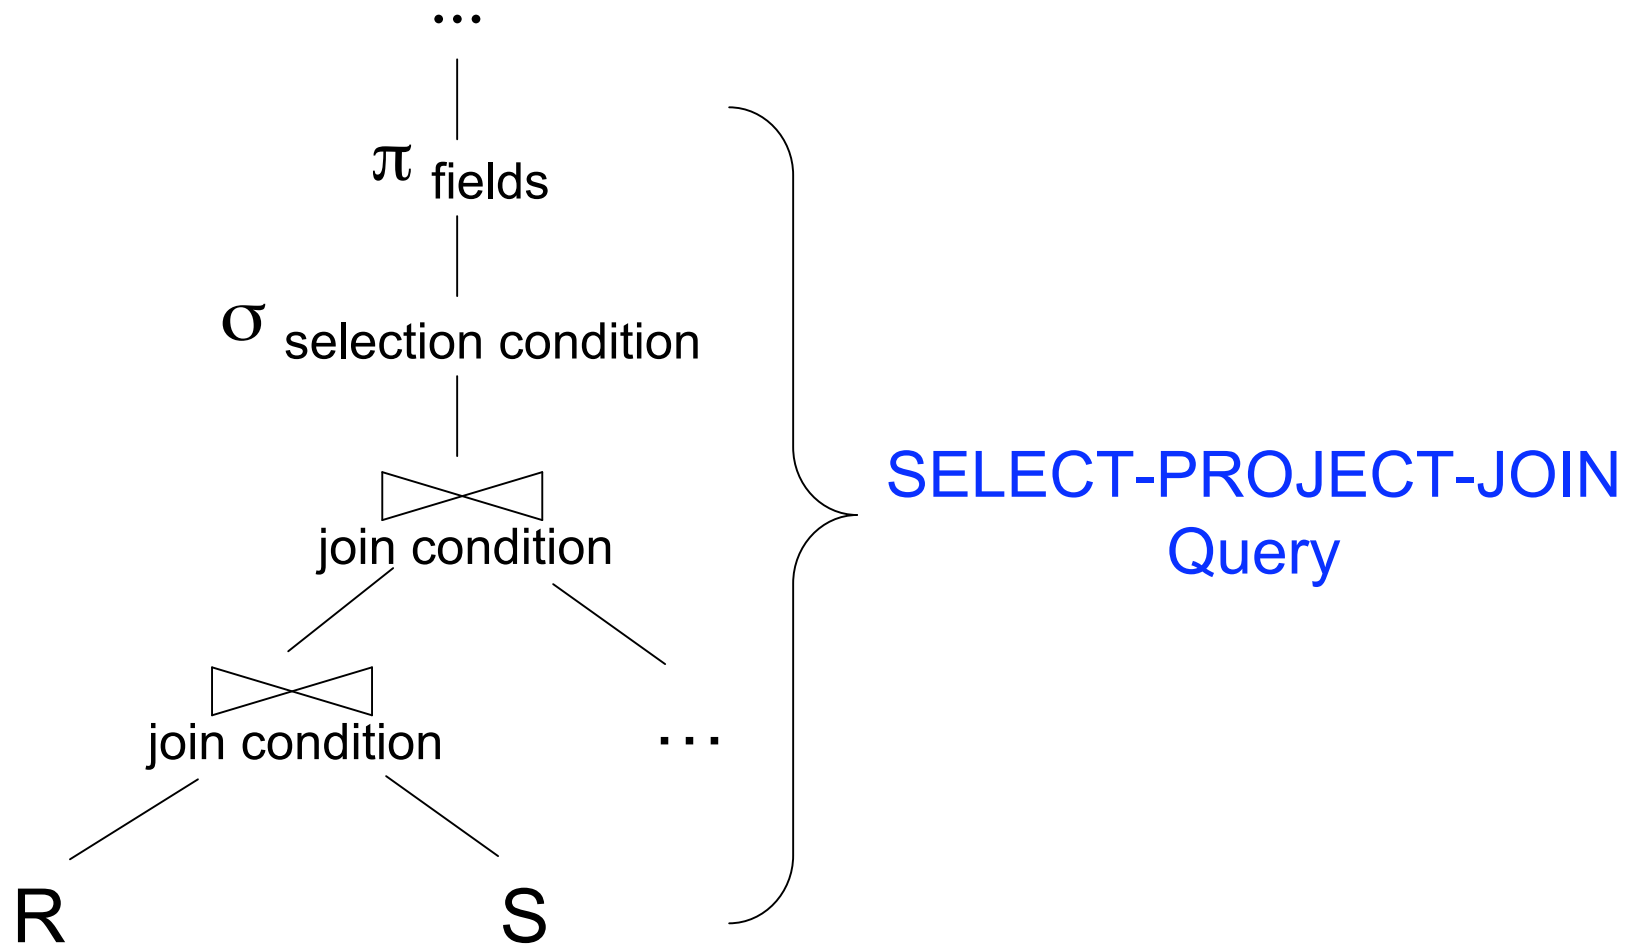 ...
π fields
σ selection condition
join condition
SELECT-PROJECT-JOIN
Query
join condition
...
R
S